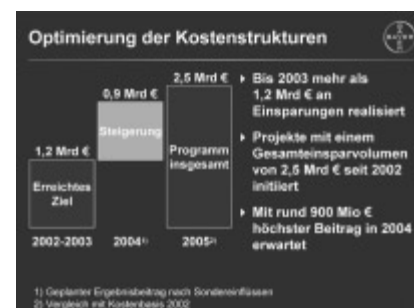 Optimierung der Kostenstrukturen
2,5 Mrd €
0,9 Mrd €
Steigerung
1,2 Mrd €
Programm
insgesamt
Erreichtes
Ziel
2002-2003
2004¹⁾
2005²⁾
Bis 2003 mehr als
1,2 Mrd € an
Einsparungen realisiert
Projekte mit einem
Gesamteinsparvolumen
von 2,5 Mrd € seit 2002
initiiert
Mit rund 900 Mio €
höchster Beitrag in 2004
erwartet
1) Geplanter Ergebnisbeitrag nach Sondereinflüssen
2) Vergleich mit Kostenbasis 2002